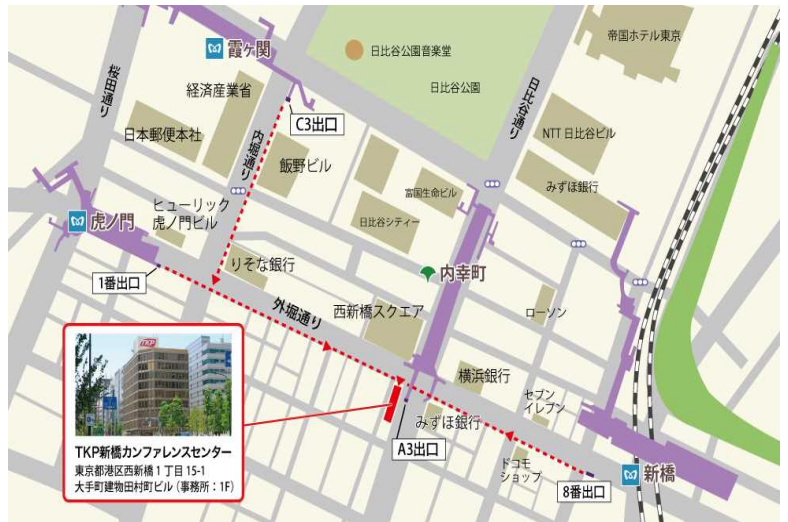 霞ヶ関
帝国ホテル東京
日比谷公園音楽堂
日比谷公園
桜田通り
経済産業省
日比谷通り
C3出口
日本郵便本社
内堀通り
飯野ビル
NTT 日比谷ビル
みずほ銀行
富国生命ビル
ヒューリック
虎ノ門ビル
日比谷シティー
虎ノ門
りそな銀行
内幸町
1番出口
外堀通り
西新橋スクエア
ローソン
TKP
横浜銀行
セブン
イレブン
みずほ銀行
A3出口
TKP新橋カンファレンスセンター
東京都港区西新橋 1 丁目 15-1
大手町建物田村町ビル (事務所：1F)
ドコモ
ショップ
8番出口
新橋